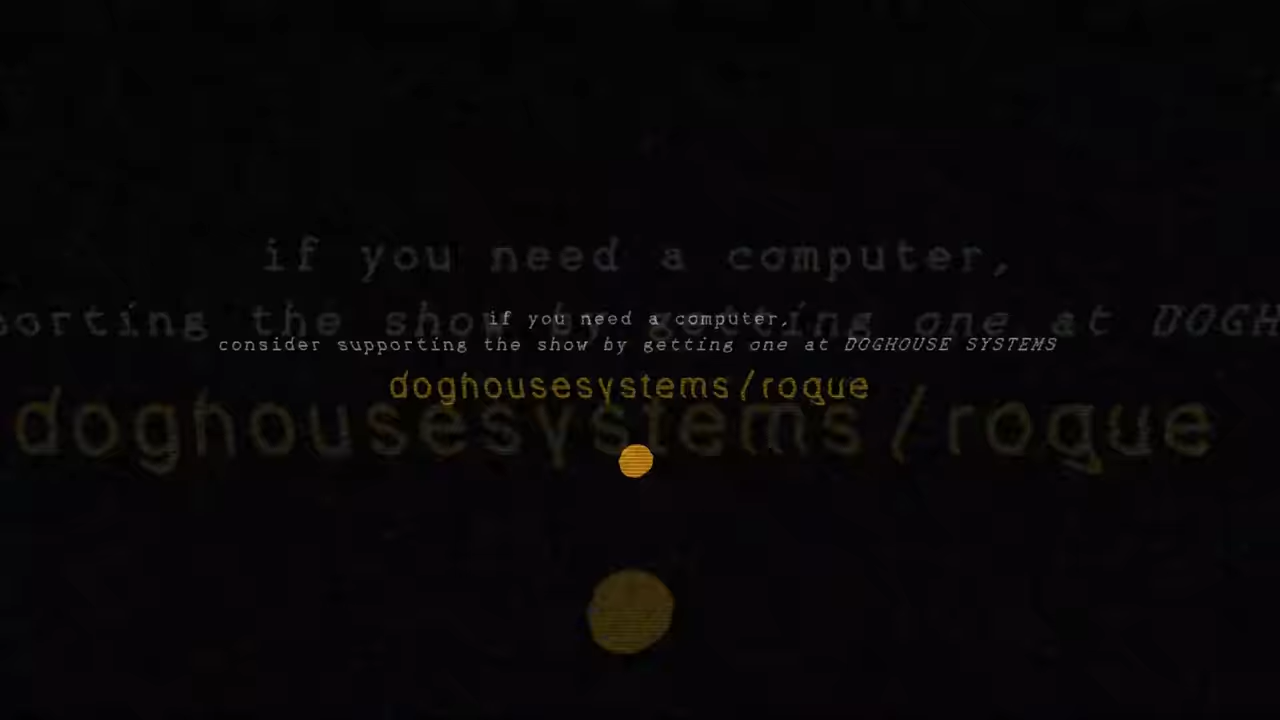 if you need a computer,
consider supporting the show by getting one at DOGHOUSE SYSTEMS
doghousesystems/rogue